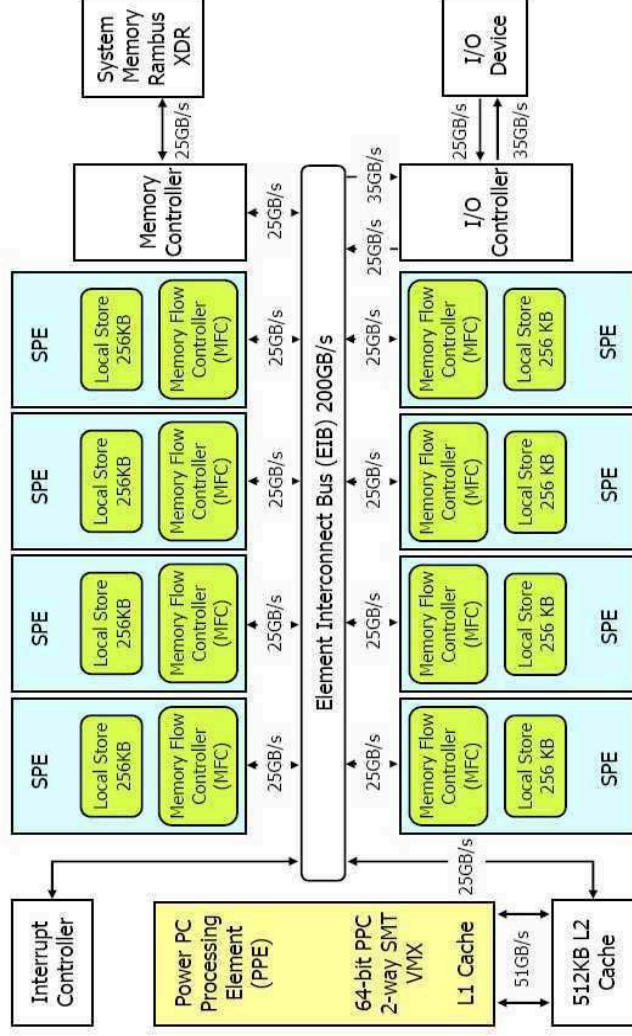 512KB L2
Cache
51GB/s
Power PC
Processing
Element
(PPE)
64-bit PPC
2-way SMT
VMX
L1 Cache
Interrupt
Controller
25GB/s
SPE
Local Store
256 KB
Memory Flow
Controller
(MFC)
25GB/s
25GB/s
Memory Flow
Controller
(MFC)
Local Store
256KB
SPE
SPE
Local Store
256 KB
Memory Flow
Controller
(MFC)
25GB/s
Element Interconnect Bus (EIB) 200GB/s
25GB/s
Memory Flow
Controller
(MFC)
Local Store
256KB
SPE
SPE
Local Store
256 KB
Memory Flow
Controller
(MFC)
25GB/s
25GB/s
Memory Flow
Controller
(MFC)
Local Store
256KB
SPE
SPE
Local Store
256 KB
Memory Flow
Controller
(MFC)
25GB/s
25GB/s
Memory Flow
Controller
(MFC)
Local Store
256KB
SPE
I/O
Controller
25GB/s
35GB/s
25GB/s
Memory
Controller
25GB/s
35GB/s
25GB/s
I/O
Device
System
Memory
Rambus
XDR